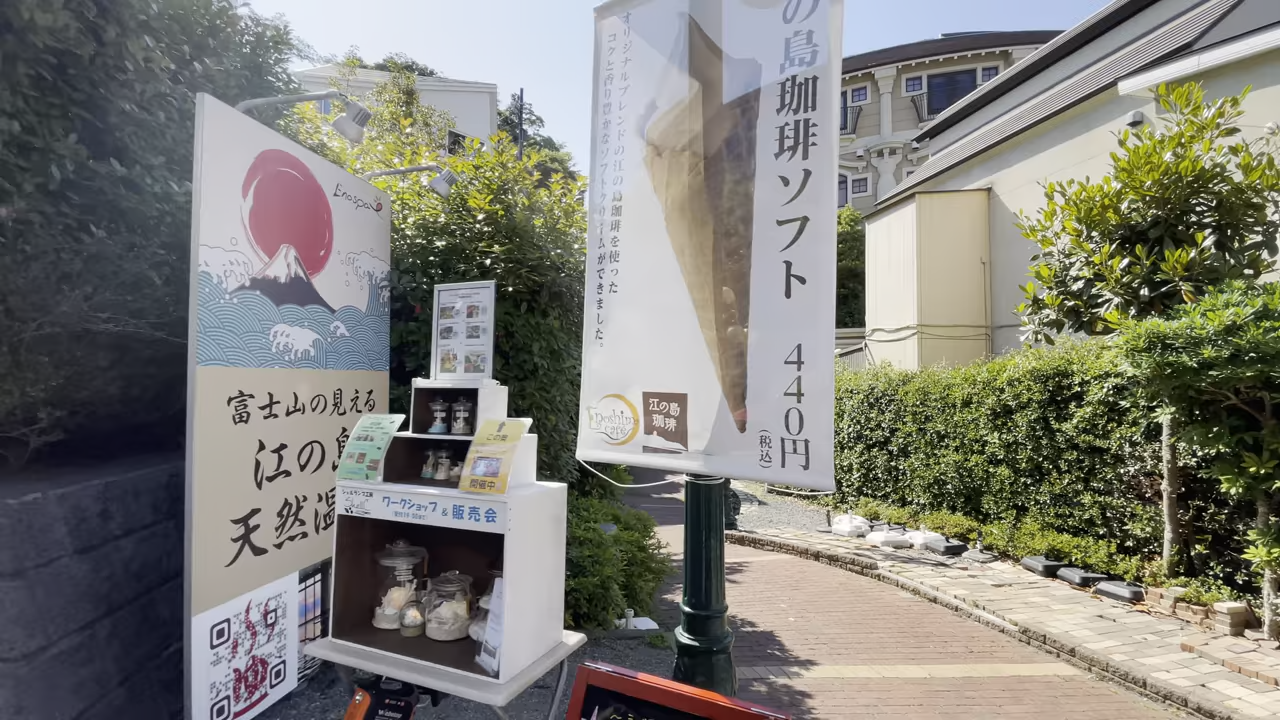 Enospa
富士山の見える
江の島
天然温
この奥
開催中
ワークショップ & 販売会
オリジナルブレンドの江の島珈琲を使った
コクと香り豊かなソフトクリームができました。
の島珈琲ソフト 440円
(税込)
Enoshima
cafe
江の島
珈琲